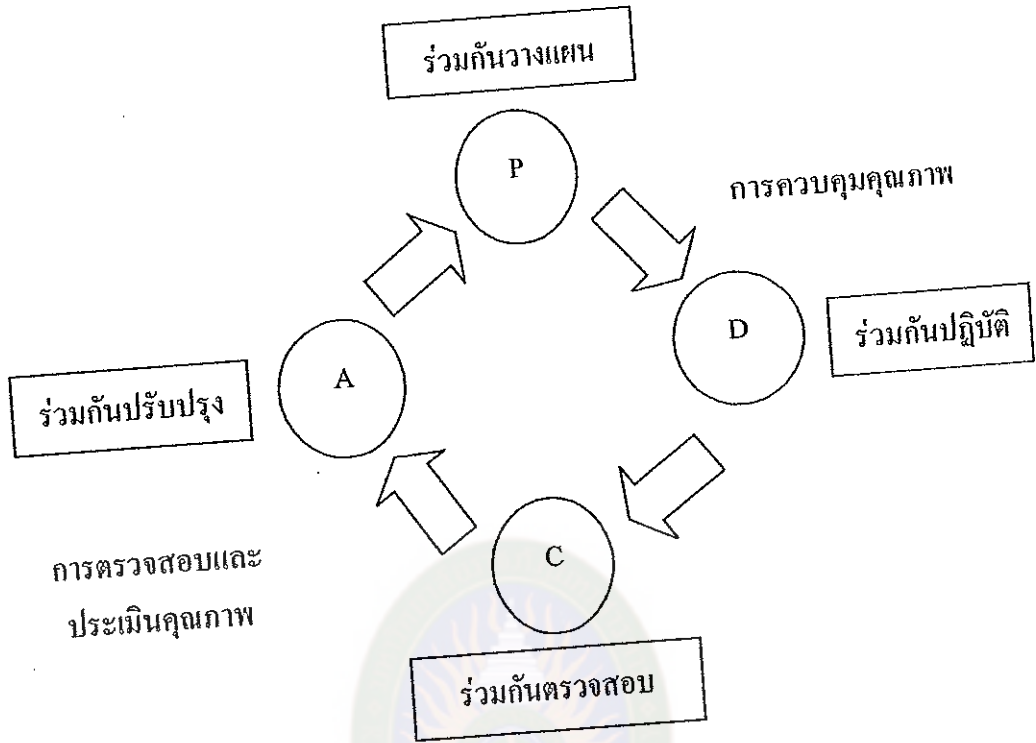 ร่วมกันวางแผน
P
การควบคุมคุณภาพ
D
ร่วมกันปฏิบัติ
A
ร่วมกันปรับปรุง
C
การตรวจสอบและ
ประเมินคุณภาพ
ร่วมกันตรวจสอบ